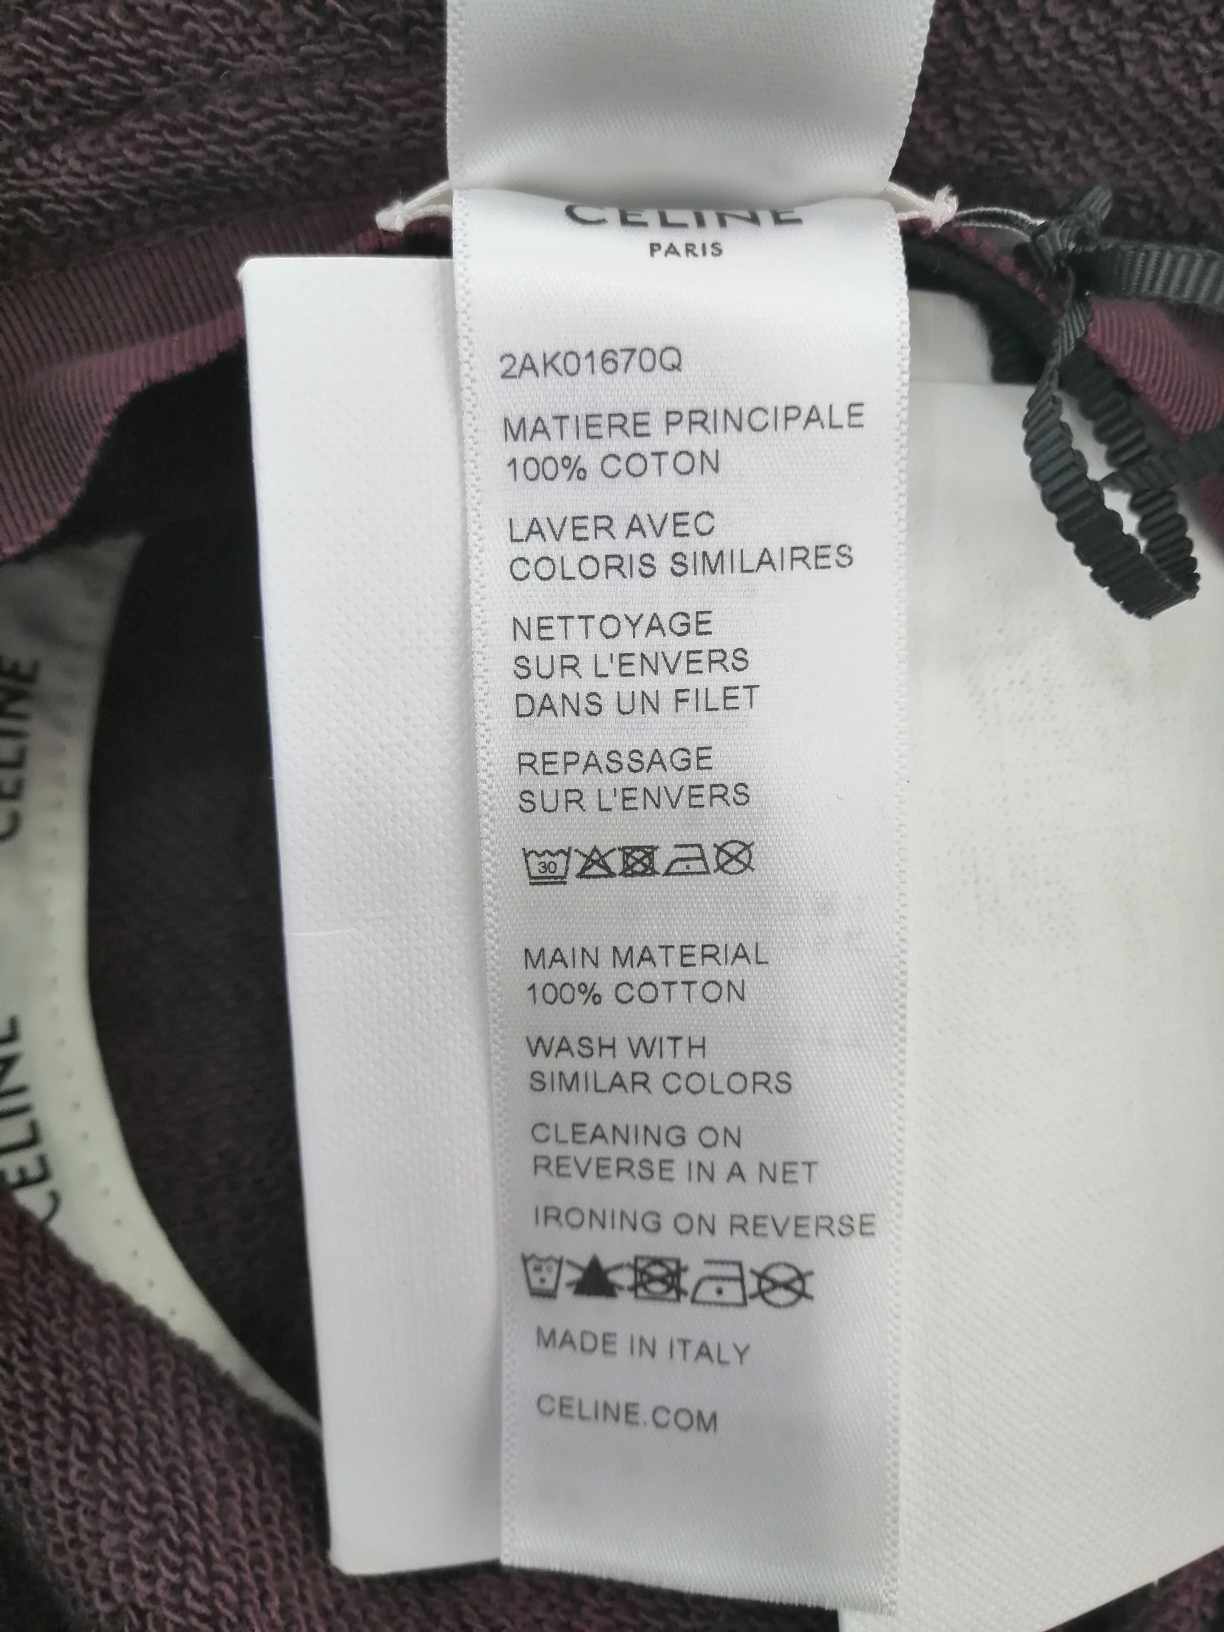 CELINE
PARIS
2AK01670Q
MATIERE PRINCIPALE
100% COTON
LAVER AVEC
COLORIS SIMILAIRES
NETTOYAGE
SUR L'ENVERS
DANS UN FILET
REPASSAGE
SUR L'ENVERS
30
MAIN MATERIAL
100% COTTON
WASH WITH
SIMILAR COLORS
CLEANING ON
REVERSE IN A NET
IRONING ON REVERSE
MADE IN ITALY
CELINE.COM
CELINE
CELINE